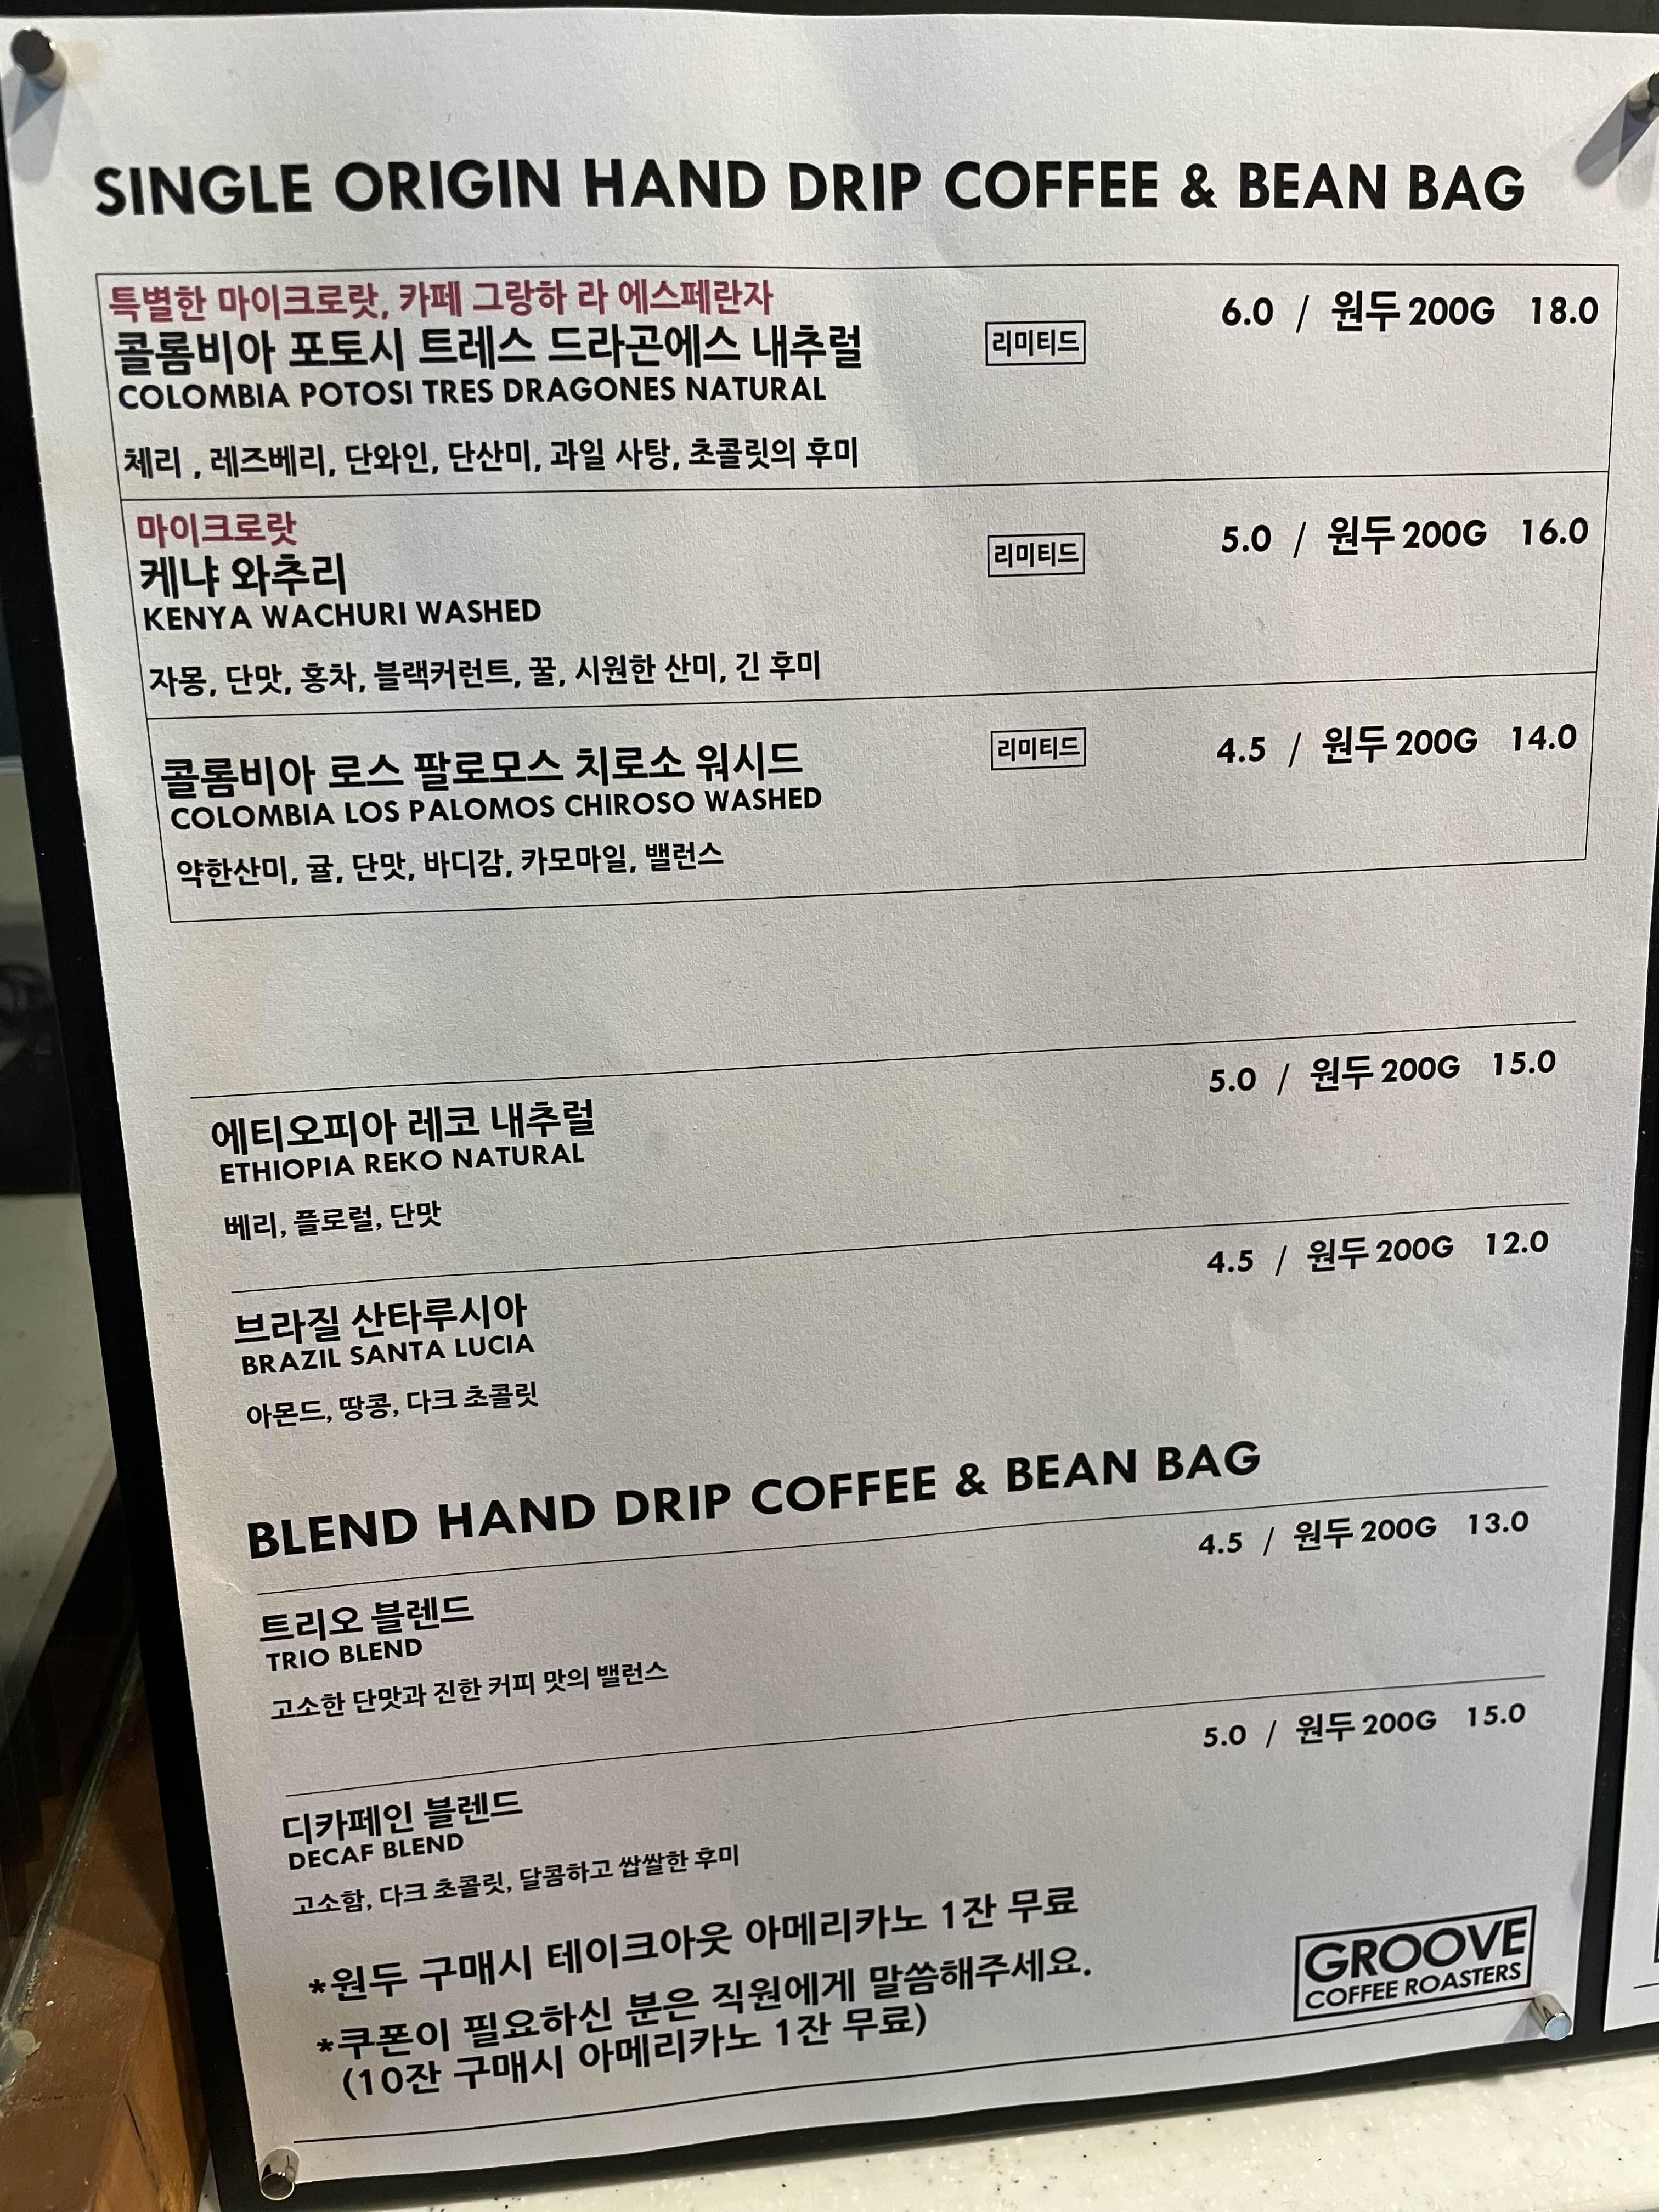 SINGLE ORIGIN HAND DRIP COFFEE & BEAN BAG
특별한 마이크로랏, 카페 그랑하 라 에스페란자
콜롬비아 포토시 트레스 드라곤에스 내추럴 리미티드 6.0 / 원두 200G 18.0
COLOMBIA POTOSI TRES DRAGONES NATURAL
체리 , 레즈베리, 단와인, 단산미, 과일 사탕, 초콜릿의 후미
마이크로랏
케냐 와추리 리미티드 5.0 / 원두 200G 16.0
KENYA WACHURI WASHED
자몽, 단맛, 홍차, 블랙커런트, 꿀, 시원한 산미, 긴 후미
콜롬비아 로스 팔로모스 치로소 워시드 리미티드 4.5 / 원두 200G 14.0
COLOMBIA LOS PALOMOS CHIROSO WASHED
약한산미, 귤, 단맛, 바디감, 카모마일, 밸런스
5.0 / 원두 200G 15.0
에티오피아 레코 내추럴
ETHIOPIA REKO NATURAL
베리, 플로럴, 단맛
4.5 / 원두 200G 12.0
브라질 산타루시아
BRAZIL SANTA LUCIA
아몬드, 땅콩, 다크 초콜릿
BLEND HAND DRIP COFFEE & BEAN BAG
4.5 / 원두 200G 13.0
트리오 블렌드
TRIO BLEND
고소한 단맛과 진한 커피 맛의 밸런스
5.0 / 원두 200G 15.0
디카페인 블렌드
DECAF BLEND
고소함, 다크 초콜릿, 달콤하고 쌉쌀한 후미
*원두 구매시 테이크아웃 아메리카노 1잔 무료
*쿠폰이 필요하신 분은 직원에게 말씀해주세요.
(10잔 구매시 아메리카노 1잔 무료)
GROOVE
COFFEE ROASTERS